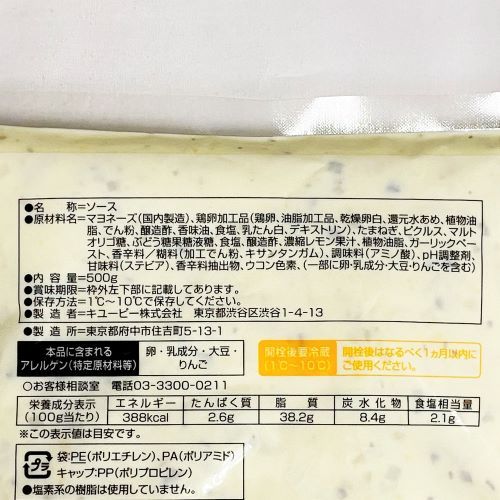 ●名　　称=ソース
●原材料名=マヨネーズ(国内製造)、鶏卵加工品(鶏卵、油脂加工品、乾燥卵白、還元水あめ、植物油
脂、でん粉、醸造酢、香味油、食塩、乳たん白、デキストリン)、たまねぎ、ピクルス、マルト
オリゴ糖、ぶどう糖果糖液糖、食塩、醸造酢、濃縮レモン果汁、植物油脂、ガーリックペー
スト、香辛料／糊料(加工でん粉、キサンタンガム)、調味料(アミノ酸)、pH調整剤、
甘味料(ステビア)、香辛料抽出物、ウコン色素、(一部に卵・乳成分・大豆・りんごを含む)
●内 容 量=500g
●賞味期限=枠外左下部に記載してあります。
●保存方法=1℃〜10℃で保存してください。
●製 造 者=キユーピー株式会社　東京都渋谷区渋谷1-4-13
●製 造 所=東京都府中市住吉町5-13-1
本品に含まれる
アレルゲン(特定原材料等)
卵・乳成分・大豆・
りんご
開栓後要冷蔵
(1℃〜10℃)
開栓後はなるべく1ヵ月以内に
ご使用ください。
○お客様相談室　電話03-3300-0211
栄養成分表示
(100g当たり)
エネルギー
たんぱく質
脂　質
炭水化物
食塩相当量
388kcal
2.6g
38.2g
8.4g
2.1g
※この表示値は目安です。
プラ
袋:PE(ポリエチレン)、PA(ポリアミド)
キャップ:PP(ポリプロピレン)
●塩素系の樹脂は使用していません。